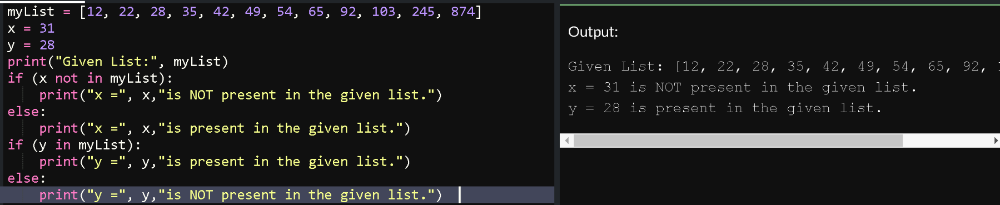 myList = [12, 22, 28, 35, 42, 49, 54, 65, 92, 103, 245, 874]
x = 31
y = 28
print("Given List:", myList)
if (x not in myList):
    print("x =", x,"is NOT present in the given list.")
else:
    print("x =", x,"is present in the given list.")
if (y in myList):
    print("y =", y,"is present in the given list.")
else:
    print("y =", y,"is NOT present in the given list.")
Output:
Given List: [12, 22, 28, 35, 42, 49, 54, 65, 92,
x = 31 is NOT present in the given list.
y = 28 is present in the given list.